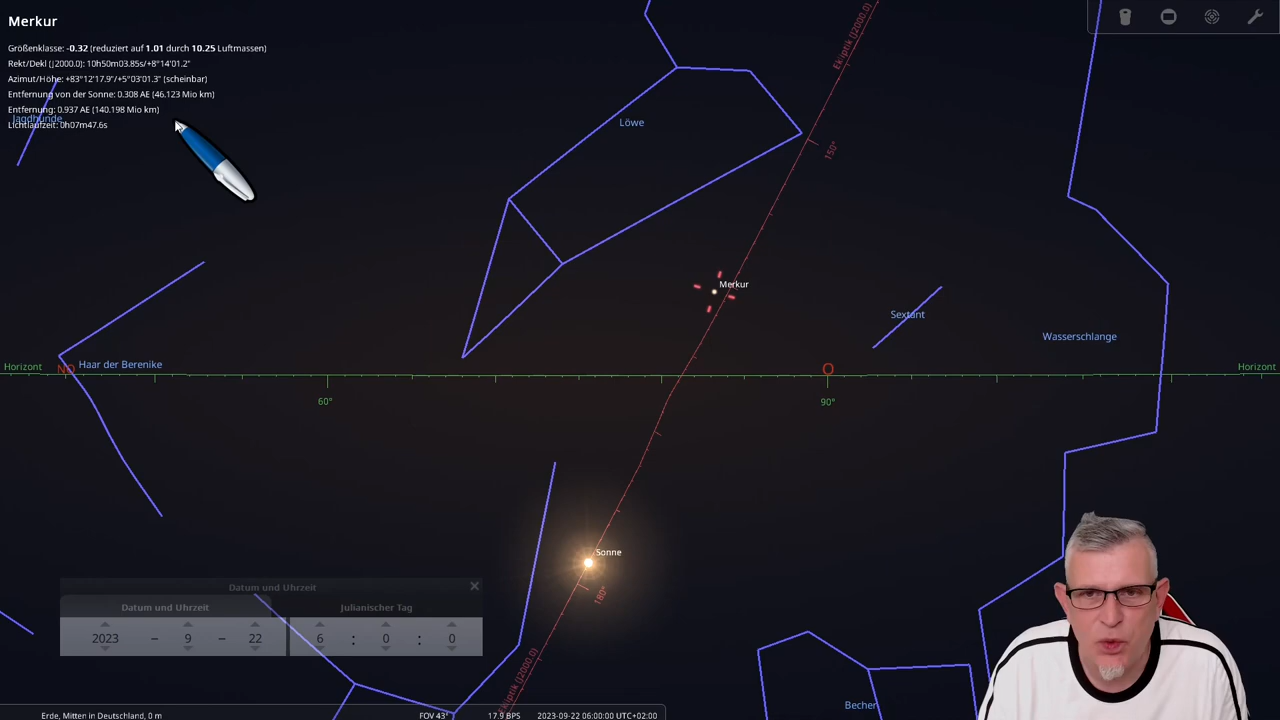 Merkur
Größenklasse: -0.32 (reduziert auf 1.01 durch 10.25 Luftmassen)
Rekt/Dekl (J2000.0): 10h50m03.85s/+8°14'01.2"
Azimut/Höhe: +83°12'17.9"/+5°03'01.3" (scheinbar)
Entfernung von der Sonne: 0.308 AE (46.123 Mio km)
Entfernung: 0.937 AE (140.198 Mio km)
Lichtlaufzeit: 0h07m47.6s
Jagdhunde
Ekliptik (J2000.0)
Löwe
150°
Merkur
Sextant
Wasserschlange
Horizont
NO
Haar der Berenike
O
Horizont
60°
90°
Sonne
180°
Datum und Uhrzeit
Datum und Uhrzeit
Julianischer Tag
2023 - 9 - 22
6 : 0 : 0
Ekliptik (J2000.0)
Becher
Erde, Mitten in Deutschland, 0 m
FOV 43°
17.9 BPS
2023-09-22 06:00:00 UTC+02:00